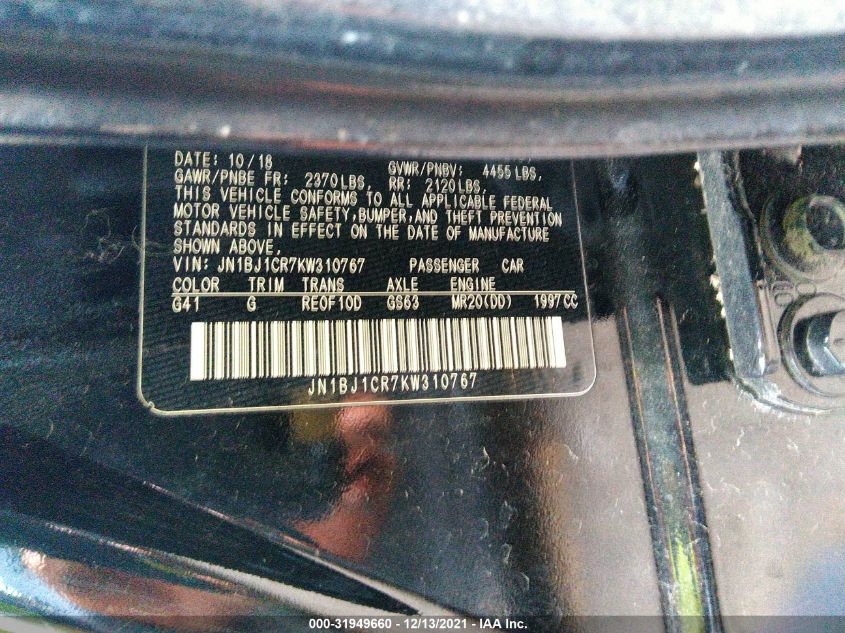 DATE: 10/18 GVWR/PNBV: 4455 LBS,
GAWR/PNBE FR: 2370 LBS, RR: 2120 LBS,
THIS VEHICLE CONFORMS TO ALL APPLICABLE FEDERAL
MOTOR VEHICLE SAFETY, BUMPER, AND THEFT PREVENTION
STANDARDS IN EFFECT ON THE DATE OF MANUFACTURE
SHOWN ABOVE,
VIN: JN1BJ1CR7KW310767 PASSENGER CAR
COLOR TRIM TRANS AXLE ENGINE
G41 G RE0F10D GS63 MR20(DD) 1997CC
JN1BJ1CR7KW310767
000-31949660 - 12/13/2021 - IAA Inc.